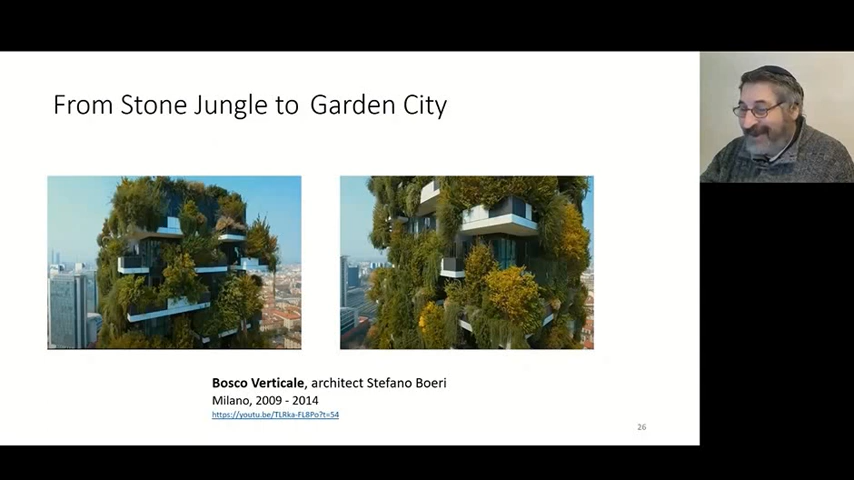 From Stone Jungle to Garden City
Bosco Verticale, architect Stefano Boeri
Milano, 2009 - 2014
https://youtu.be/TLRka-FL8Po?t=54
26